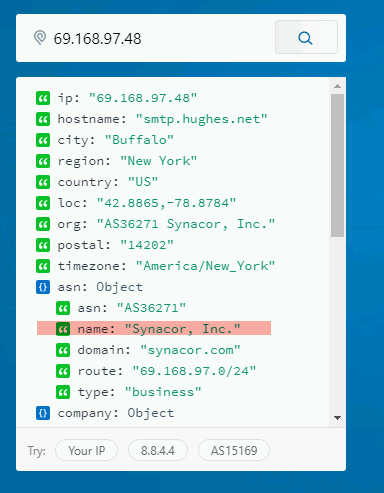 69.168.97.48
ip: "69.168.97.48"
hostname: "smtp.hughes.net"
city: "Buffalo"
region: "New York"
country: "US"
loc: "42.8865,-78.8784"
org: "AS36271 Synacor, Inc."
postal: "14202"
timezone: "America/New_York"
{} asn: Object
asn: "AS36271"
name: "Synacor, Inc."
domain: "synacor.com"
route: "69.168.97.0/24"
type: "business"
{} company: Object
Try: Your IP 8.8.4.4 AS15169